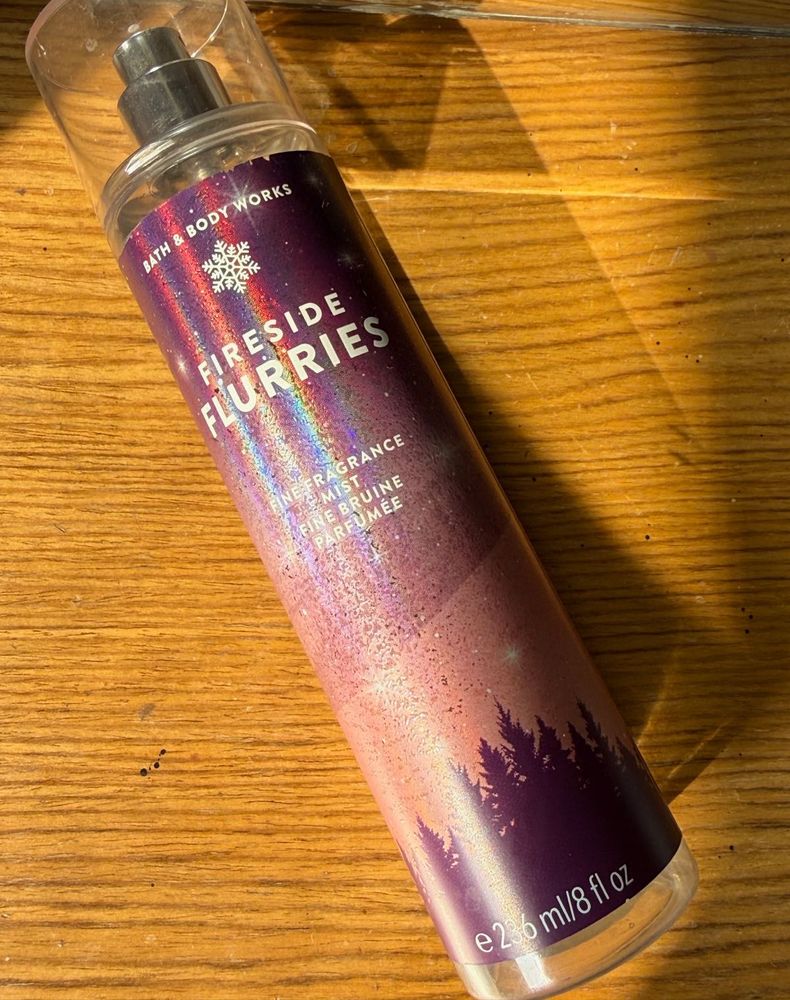 BATH & BODY WORKS
FIRESIDE
FLURRIES
FINE FRAGRANCE
MIST
FINE BRUINE
PARFUMÉE
℮ 236 ml/8 fl oz